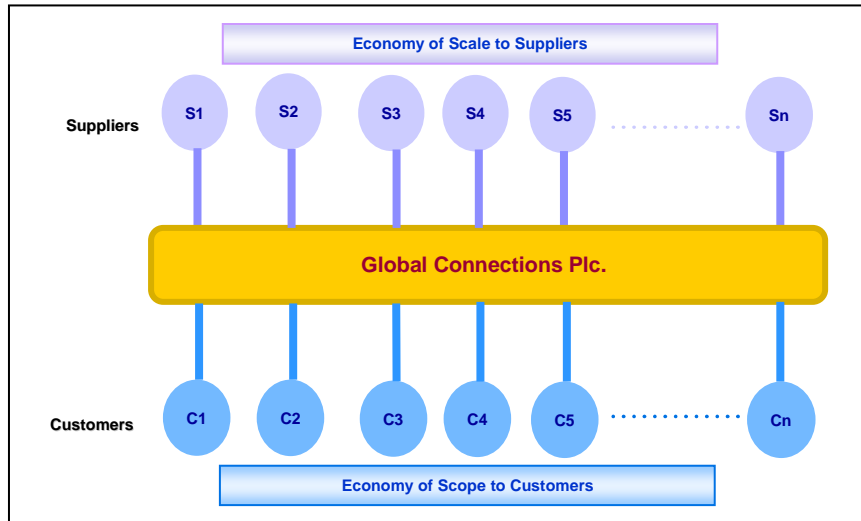 Economy of Scale to Suppliers
Suppliers S1 S2 S3 S4 S5 Sn
Global Connections Plc.
Customers C1 C2 C3 C4 C5 Cn
Economy of Scope to Customers